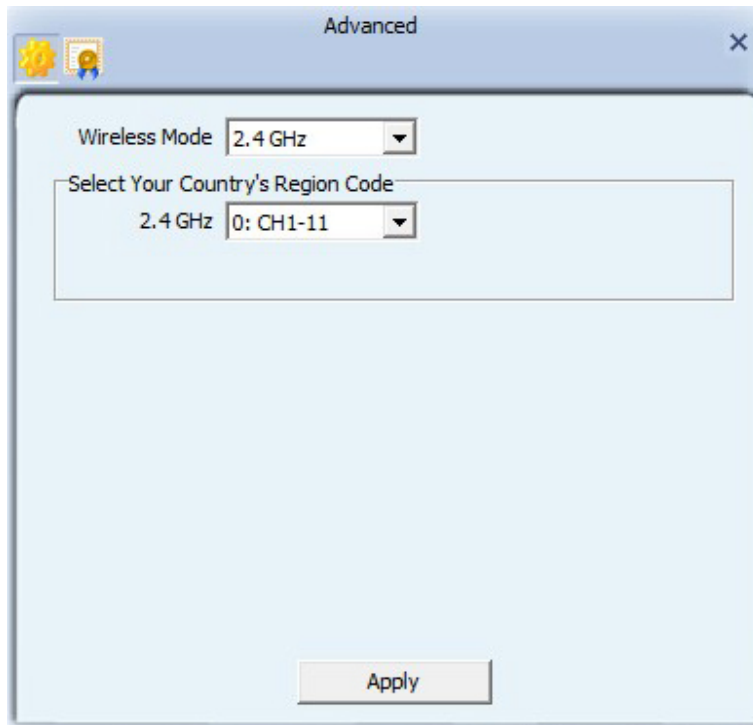 Advanced
Wireless Mode 2.4 GHz
Select Your Country's Region Code
2.4 GHz 0: CH1-11
Apply